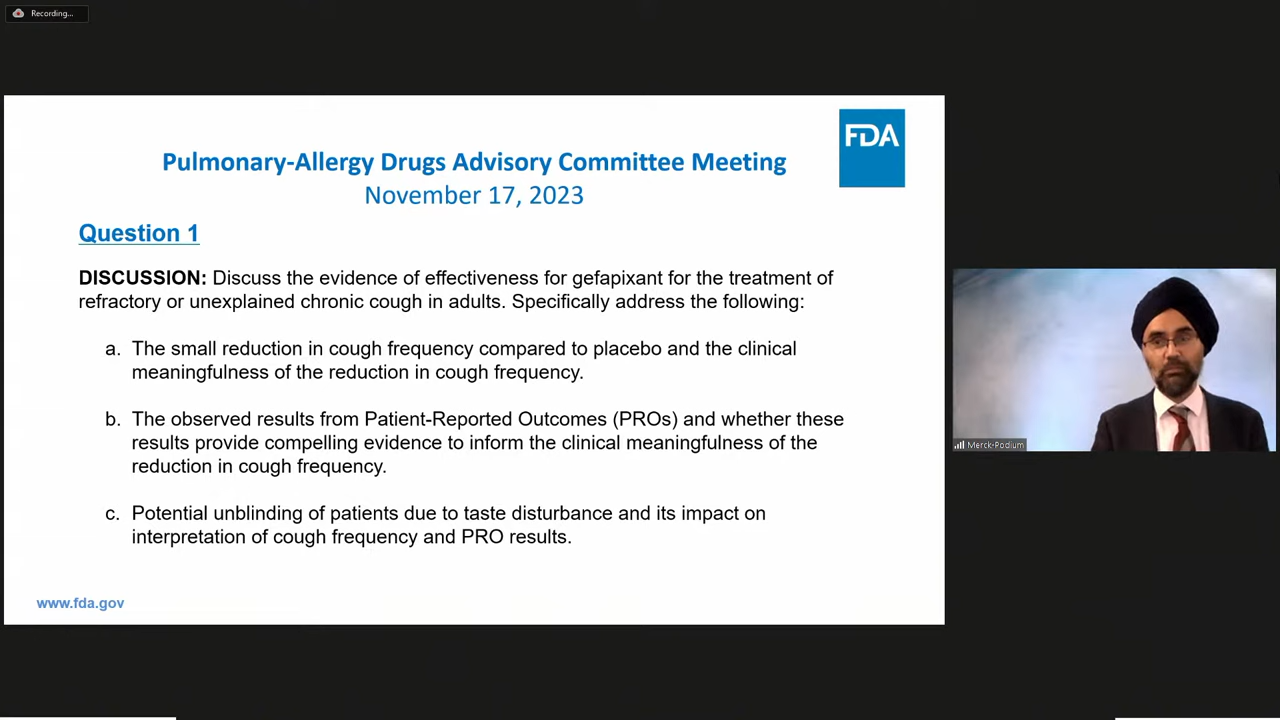 Recording...
FDA
Pulmonary-Allergy Drugs Advisory Committee Meeting
November 17, 2023
Question 1
DISCUSSION: Discuss the evidence of effectiveness for gefapixant for the treatment of
refractory or unexplained chronic cough in adults. Specifically address the following:
a. The small reduction in cough frequency compared to placebo and the clinical
meaningfulness of the reduction in cough frequency.
b. The observed results from Patient-Reported Outcomes (PROs) and whether these
results provide compelling evidence to inform the clinical meaningfulness of the
reduction in cough frequency.
c. Potential unblinding of patients due to taste disturbance and its impact on
interpretation of cough frequency and PRO results.
www.fda.gov
Merck-Podium